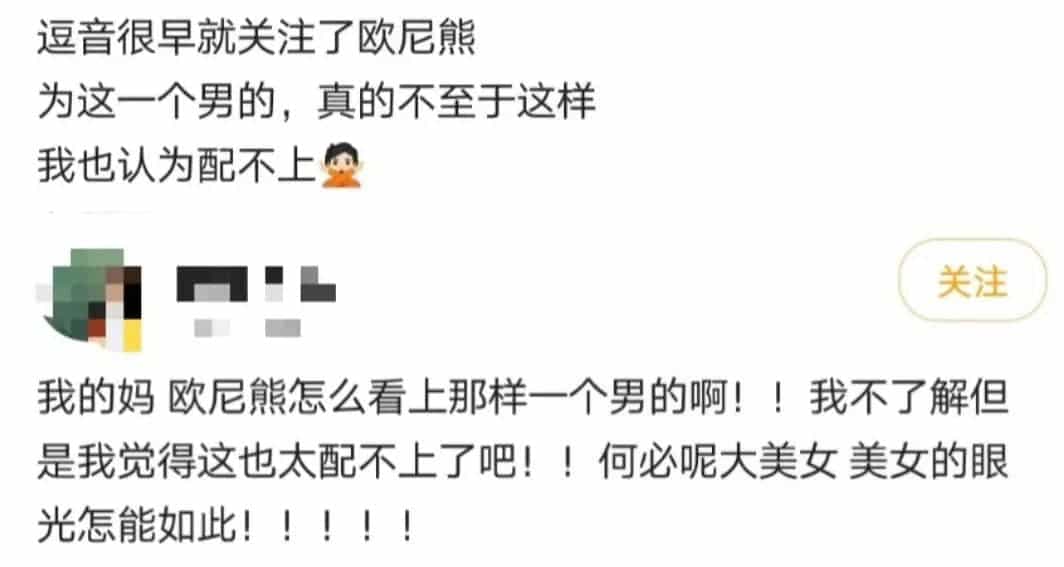 逗音很早就关注了欧尼熊
为这一个男的，真的不至于这样
我也认为配不上🙅🏻
关注
我的妈 欧尼熊怎么看上那样一个男的啊！！我不了解但
是我觉得这也太配不上了吧！！何必呢大美女 美女的眼
光怎能如此！！！！！